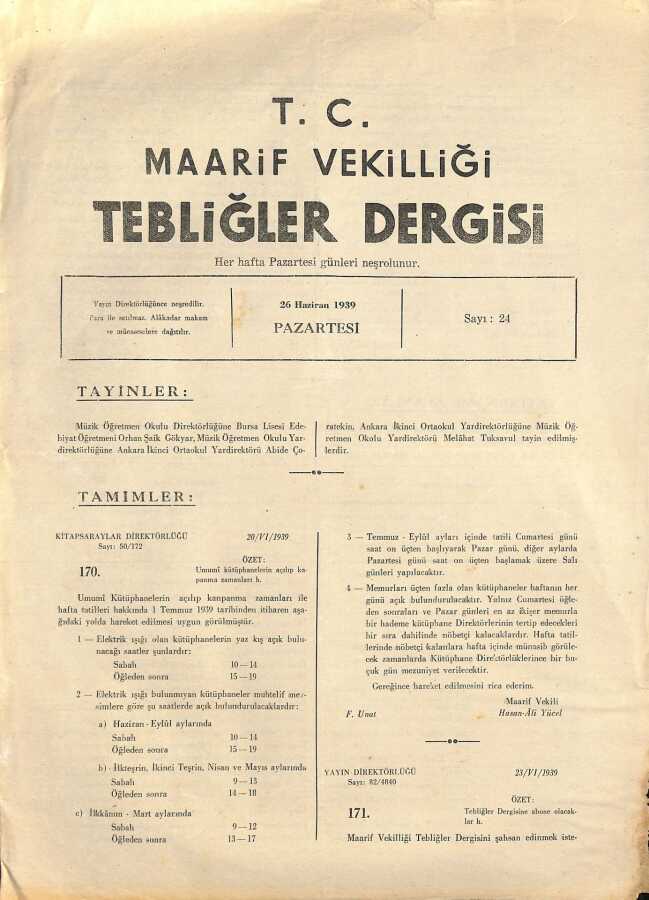 T. C.
MAARiF VEKiLLiĞi
TEBLiĞLER DERGiSi
Her hafta Pazartesi günleri neşrolunur.
Yayın Direktörlüğünce neşredilir.
Para ile satılmaz. Alâkadar makam
ve müesseselere dağıtılır.
26 Haziran 1939
PAZARTESİ
Sayı : 24
TAYİNLER:
Müzik Öğretmen Okulu Direktörlüğüne Bursa Lisesi Ede-
biyat Öğretmeni Orhan Şaik Gökyar, Müzik Öğretmen Okulu Yar-
direktörlüğüne Ankara İkinci Ortaokul Yardirektörü Abide Ço-
ratekin, Ankara İkinci Ortaokul Yardirektörlüğüne Müzik Öğ-
retmen Okulu Yardirektörü Melâhat Tuksavul tayin edilmiş-
lerdir.
TAMİMLER:
KİTAPSARAYLAR DİREKTÖRLÜĞÜ 20/VI/1939
Sayı: 50/172
ÖZET:
170.
Umumî kütüphanelerin açılıp ka-
panma zamanları h.
Umumî Kütüphanelerin açılıp kanpanma zamanları ile
hafta tatilleri hakkında 1 Temmuz 1939 tarihinden itibaren aşa-
ğıdaki yolda hareket edilmesi uygun görülmüştür.
1 — Elektrik ışığı olan kütüphanelerin yaz kış açık bulu-
nacağı saatler şunlardır:
Sabah 10 — 14
Öğleden sonra 15 — 19
2 — Elektrik ışığı bulunmıyan kütüphaneler muhtelif mev-
simlere göre şu saatlerde açık bulundurulacaklardır:
a) Haziran - Eylûl aylarında
Sabah 10 — 14
Öğleden sonra 15 — 19
b) İlkteşrin, İkinci Teşrin, Nisan ve Mayıs aylarında
Sabah 9 — 13
Öğleden sonra 14 — 18
c) İlkkânun - Mart aylarında
Sabah 9 — 12
Öğleden sonra 13 — 17
3 — Temmuz - Eylûl ayları içinde tatili Cumartesi günü
saat on üçten başlıyarak Pazar günü, diğer aylarda
Pazartesi günü saat on üçten başlamak üzere Salı
günleri yapılacaktır.
4 — Memurları üçten fazla olan kütüphaneler haftanın her
günü açık bulundurulacaktır. Yalnız Cumartesi öğle-
den sonraları ve Pazar günleri en az ikişer memurla
bir hademe kütüphane Direktörlerinin tertip edecekleri
bir sıra dahilinde nöbetçi kalacaklardır. Hafta tatil-
lerinde nöbetçi kalanlara hafta içinde münasib görüle-
cek zamanlarda Kütüphane Direktörlüklerince bir bu-
çuk gün mezuniyet verilecektir.
Gereğince hareket edilmesini rica ederim.
Maarif Vekili
F. Unat Hasan-Âli Yücel
YAYIN DİREKTÖRLÜĞÜ 23/VI/1939
Sayı: 82/4840
ÖZET:
171.
Tebliğler Dergisine abone olacak-
lar h.
Maarif Vekilliği Tebliğler Dergisini şahsan edinmek iste-